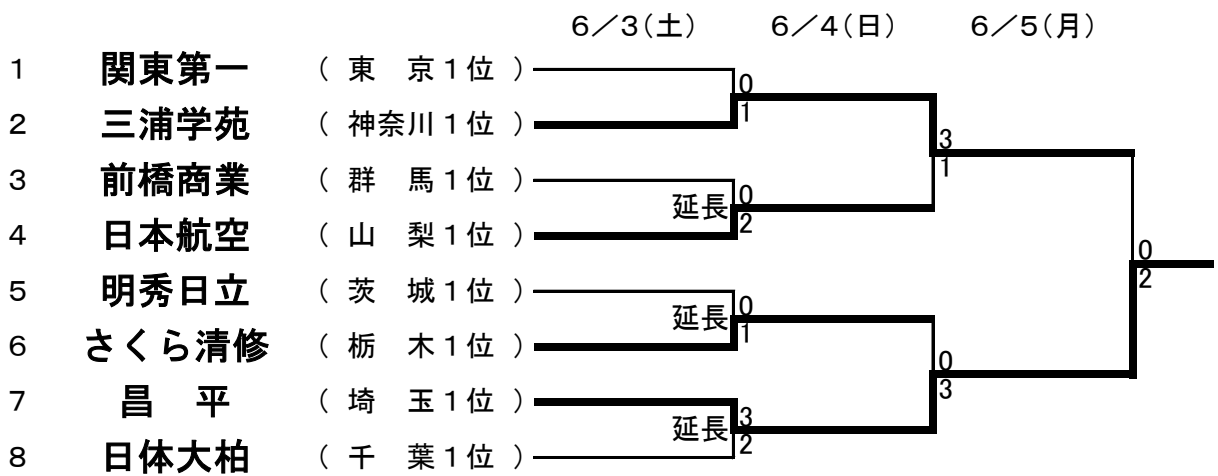 ６／３（土） ６／４（日） ６／５（月）
１ 関東第一 （ 東　京１位 ）
0
1
２ 三浦学苑 （ 神奈川１位 ）
3
1
３ 前橋商業 （ 群　馬１位 ）
延長 0
2
４ 日本航空 （ 山　梨１位 ）
0
2
５ 明秀日立 （ 茨　城１位 ）
延長 0
1
６ さくら清修 （ 栃　木１位 ）
0
3
７ 昌　平 （ 埼　玉１位 ）
延長 3
2
８ 日体大柏 （ 千　葉１位 ）